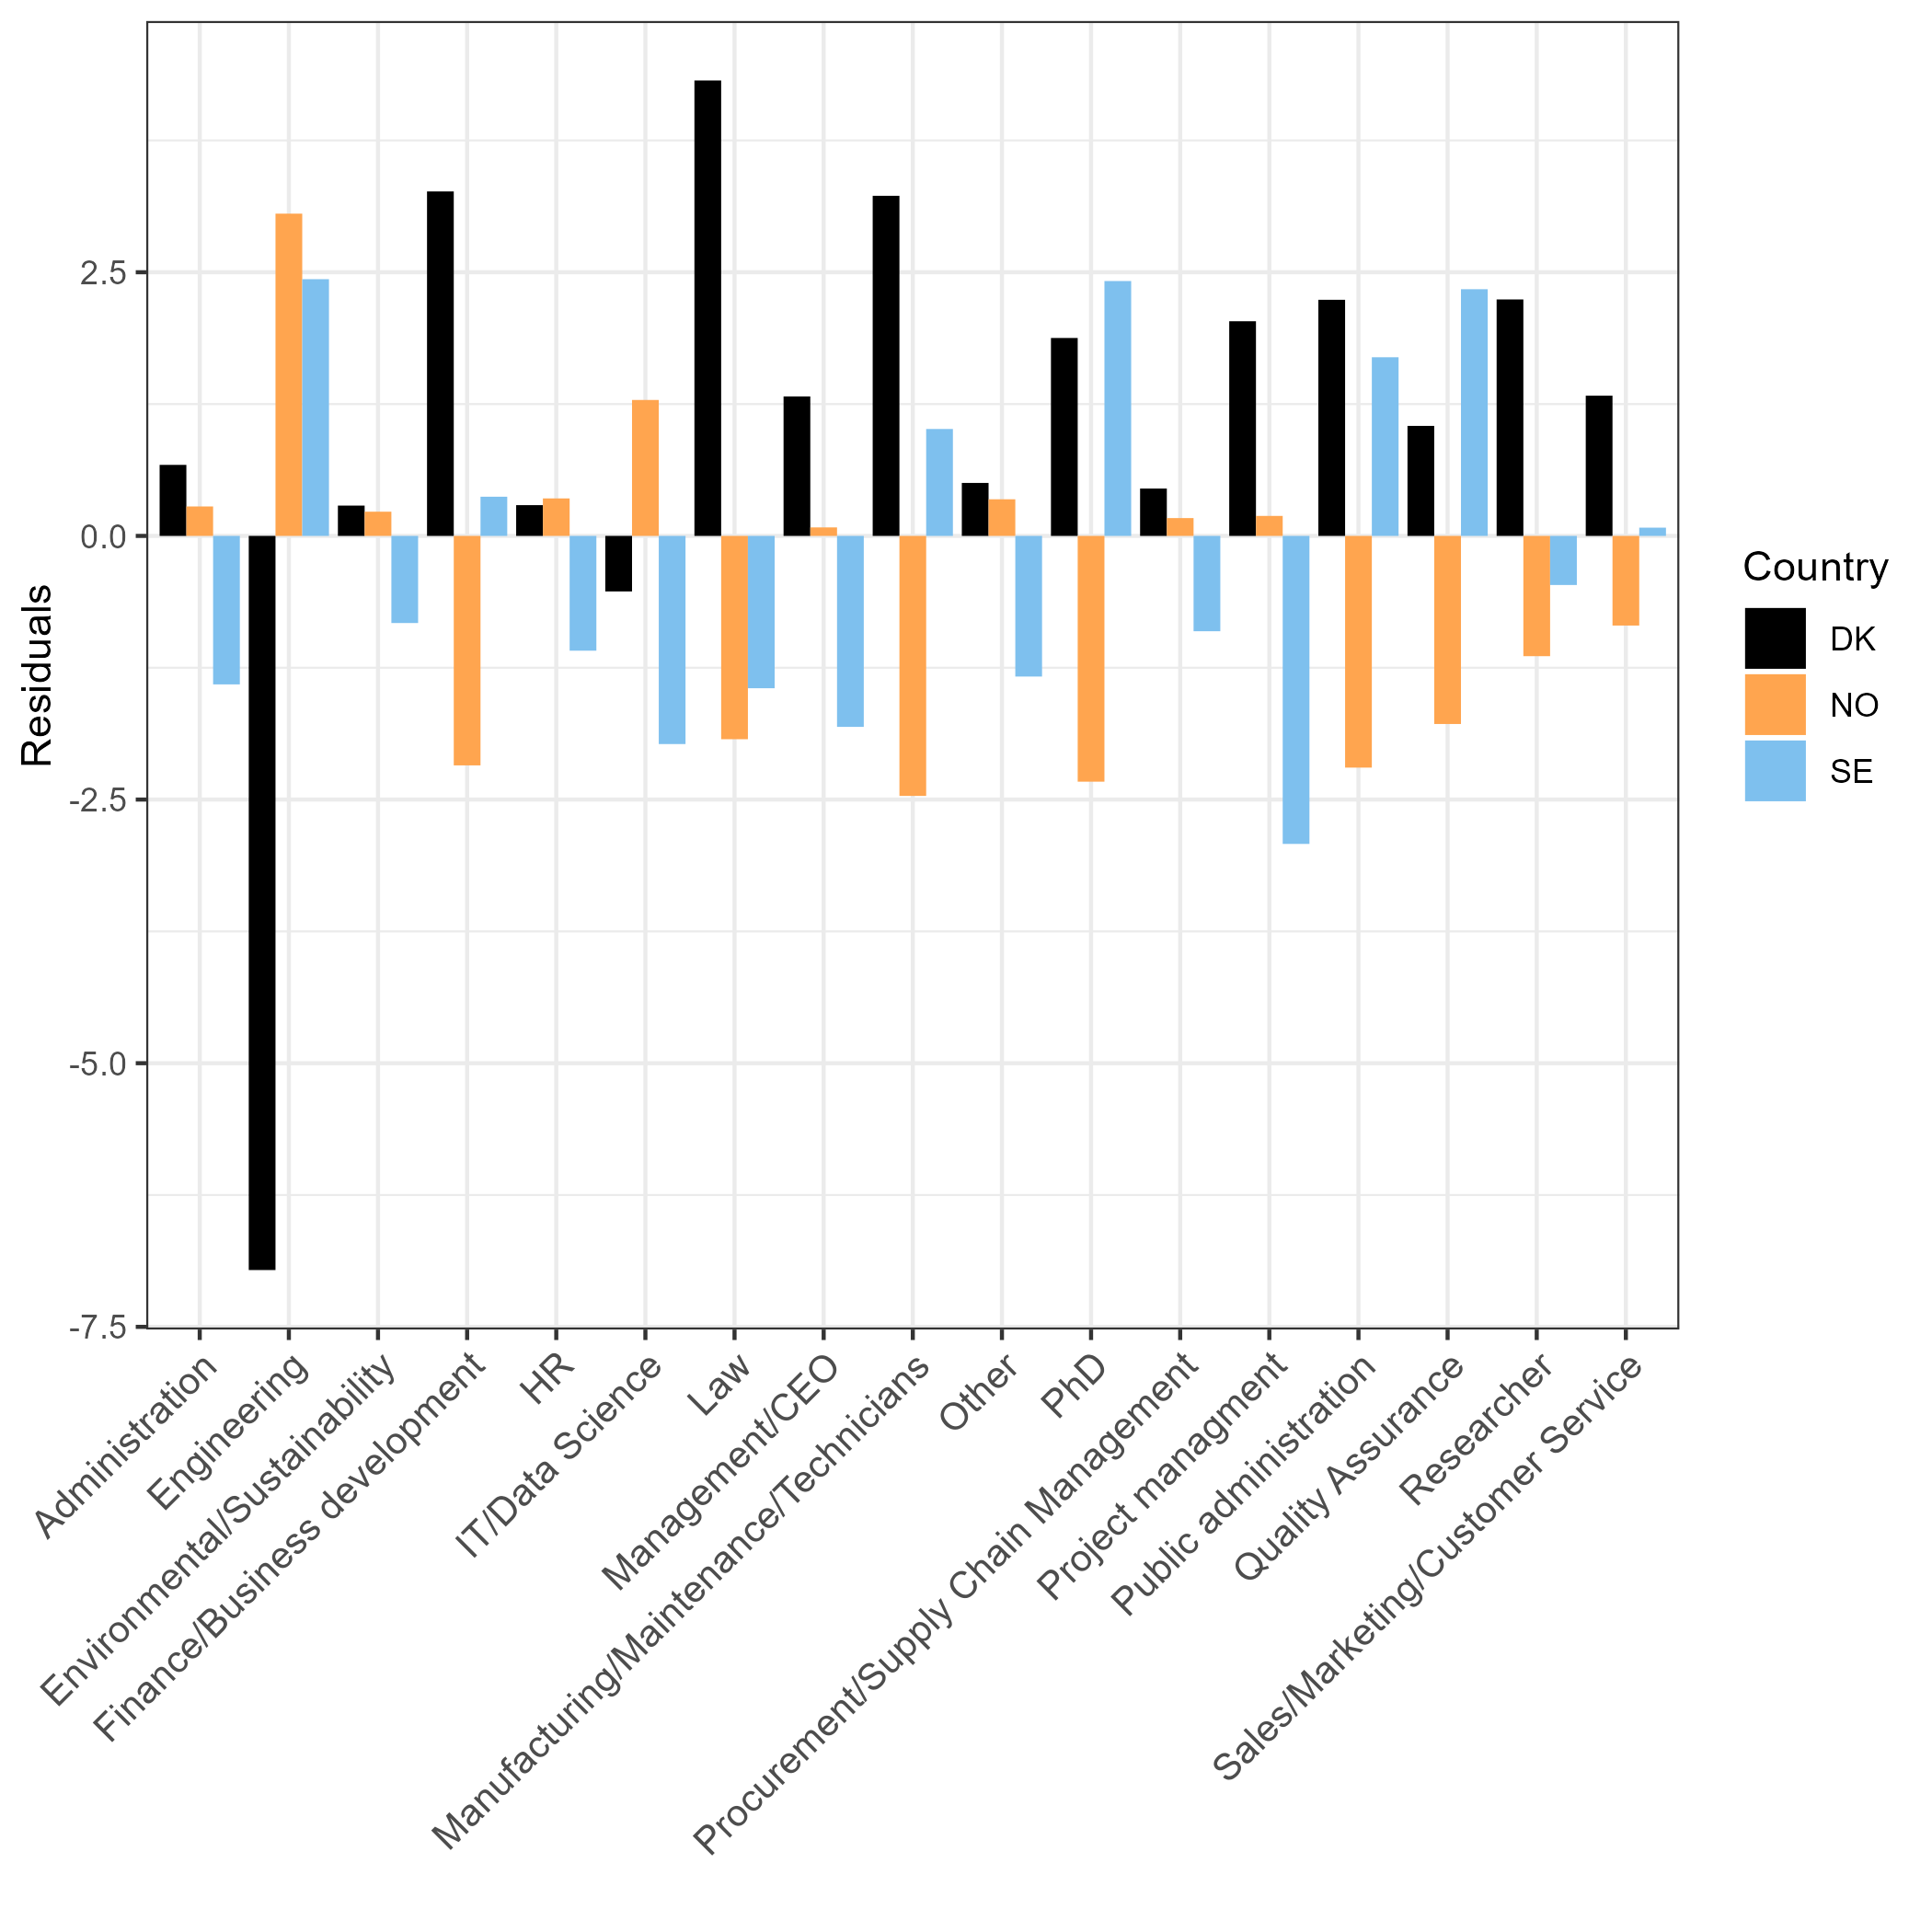 Residuals
2.5
0.0
-2.5
-5.0
-7.5
Administration
Engineering
Environmental/Sustainability
Finance/Business development
HR
IT/Data Science
Law
Management/CEO
Manufacturing/Maintenance/Technicians
Other
PhD
Procurement/Supply Chain Management
Project managment
Public administration
Quality Assurance
Researcher
Sales/Marketing/Customer Service
Country
DK
NO
SE